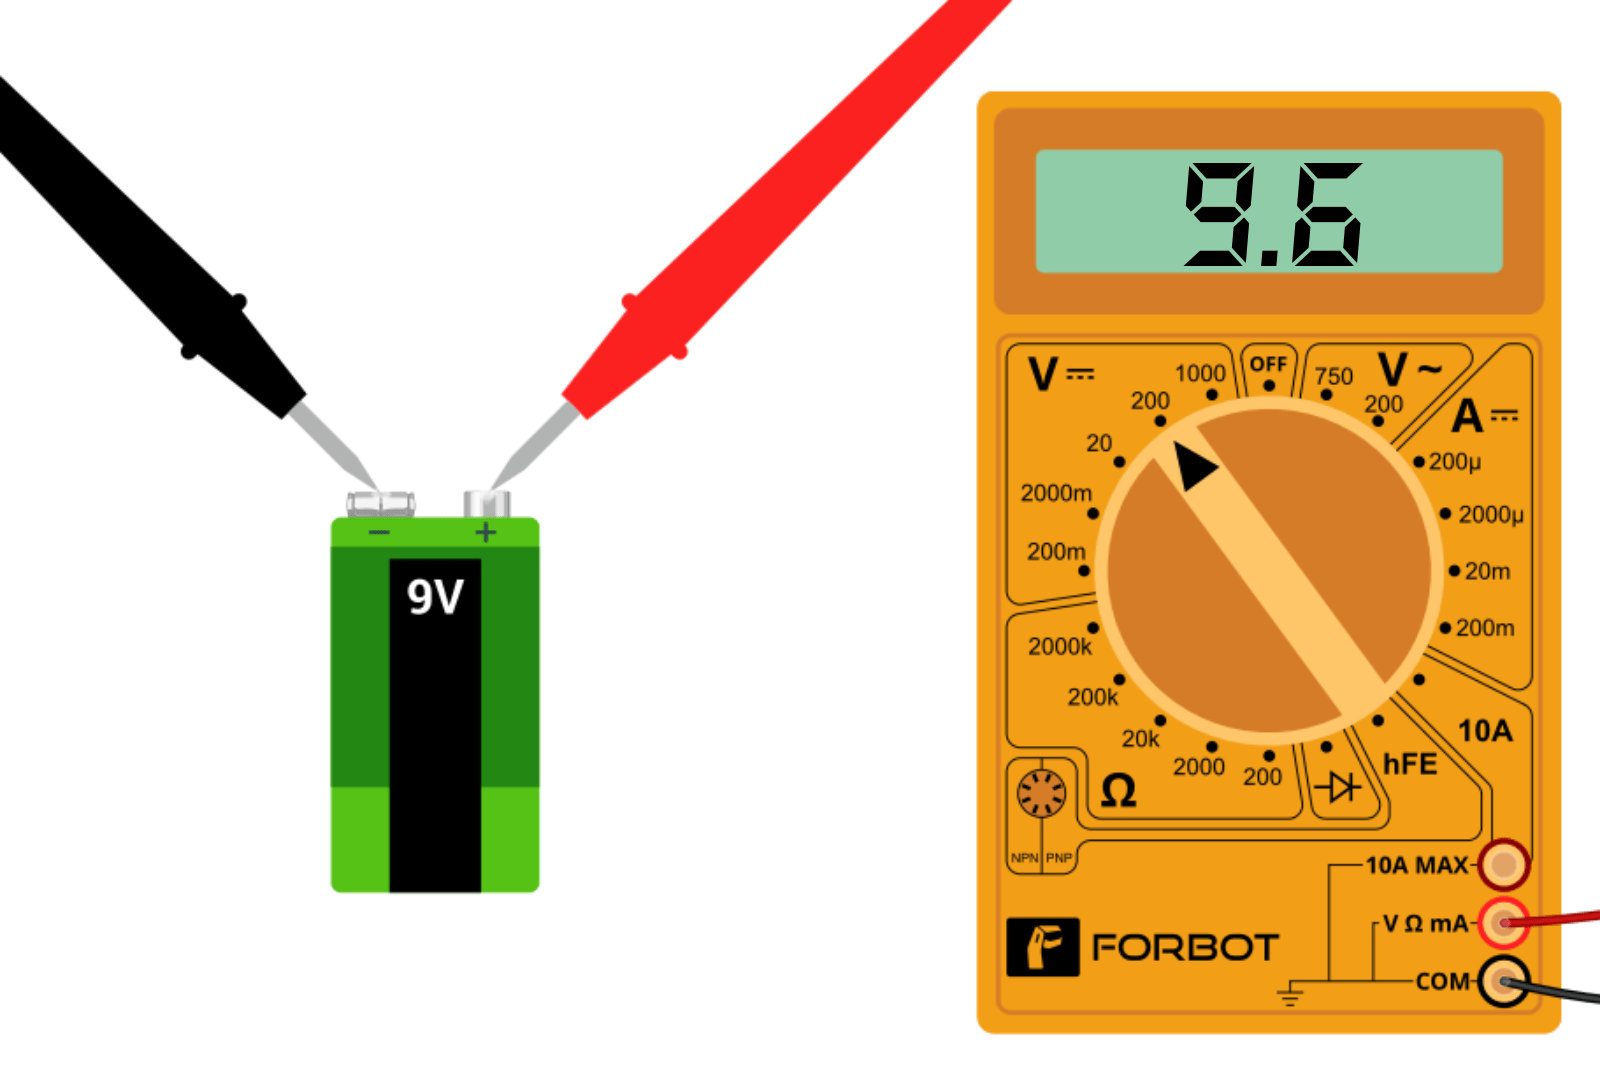 9.6
V
OFF
V ~
1000
750
200
200
A
20
200µ
2000m
2000µ
200m
20m
− +
9V
2000k
200m
200k
10A
20k
2000
200
hFE
Ω
NPN PNP
10A MAX
V Ω mA
FORBOT
COM